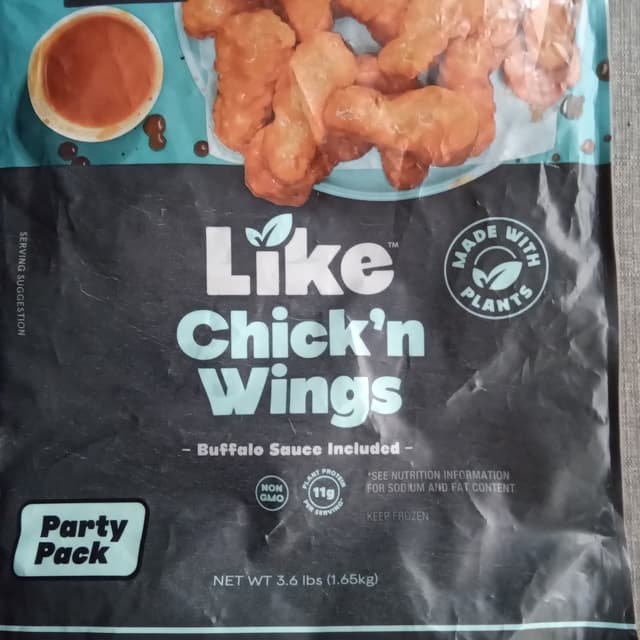 SERVING SUGGESTION
Like™
MADE WITH
PLANTS
Chick'n
Wings
- Buffalo Sauce Included -
NON
GMO
PLANT PROTEIN
11g
PER SERVING*
*SEE NUTRITION INFORMATION
FOR SODIUM AND FAT CONTENT
KEEP FROZEN
Party
Pack
NET WT 3.6 lbs (1.65kg)